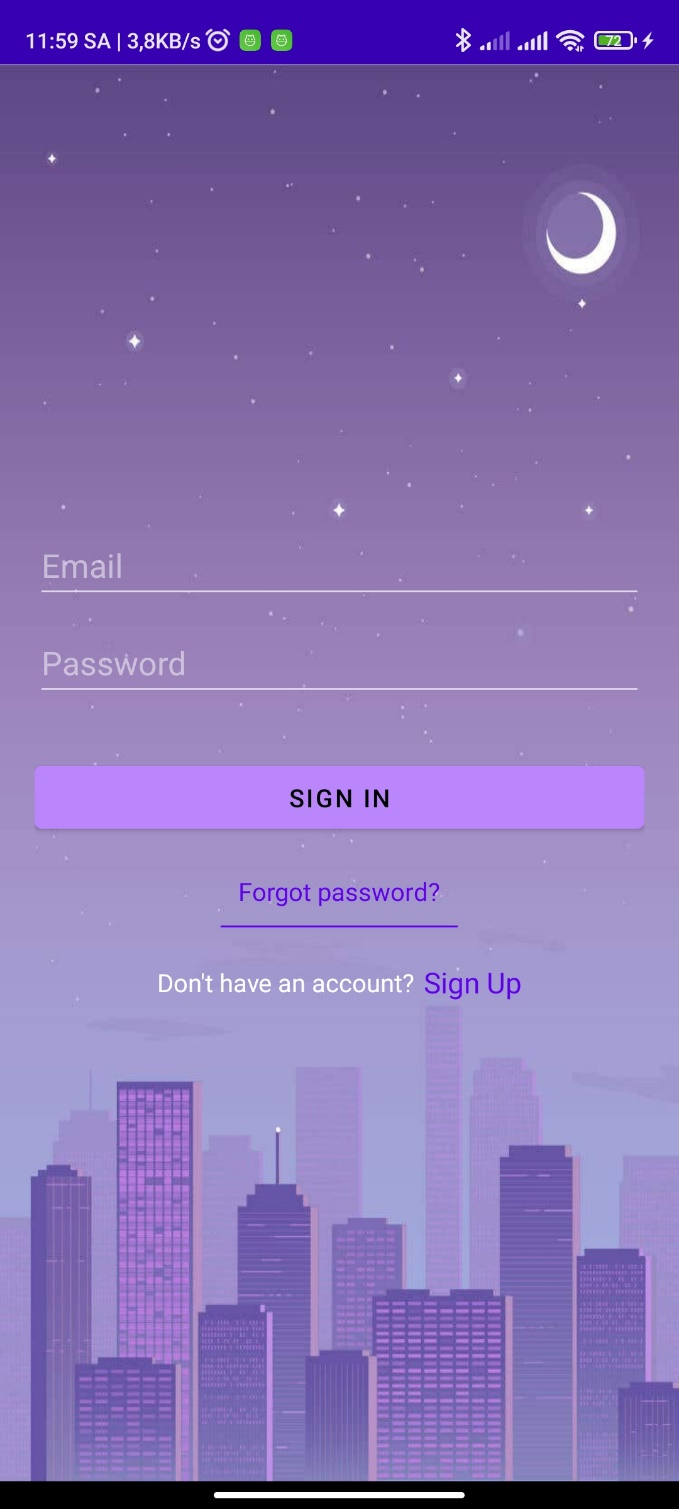 11:59 SA | 3,8KB/s
72
Email
Password
SIGN IN
Forgot password?
Don't have an account? Sign Up